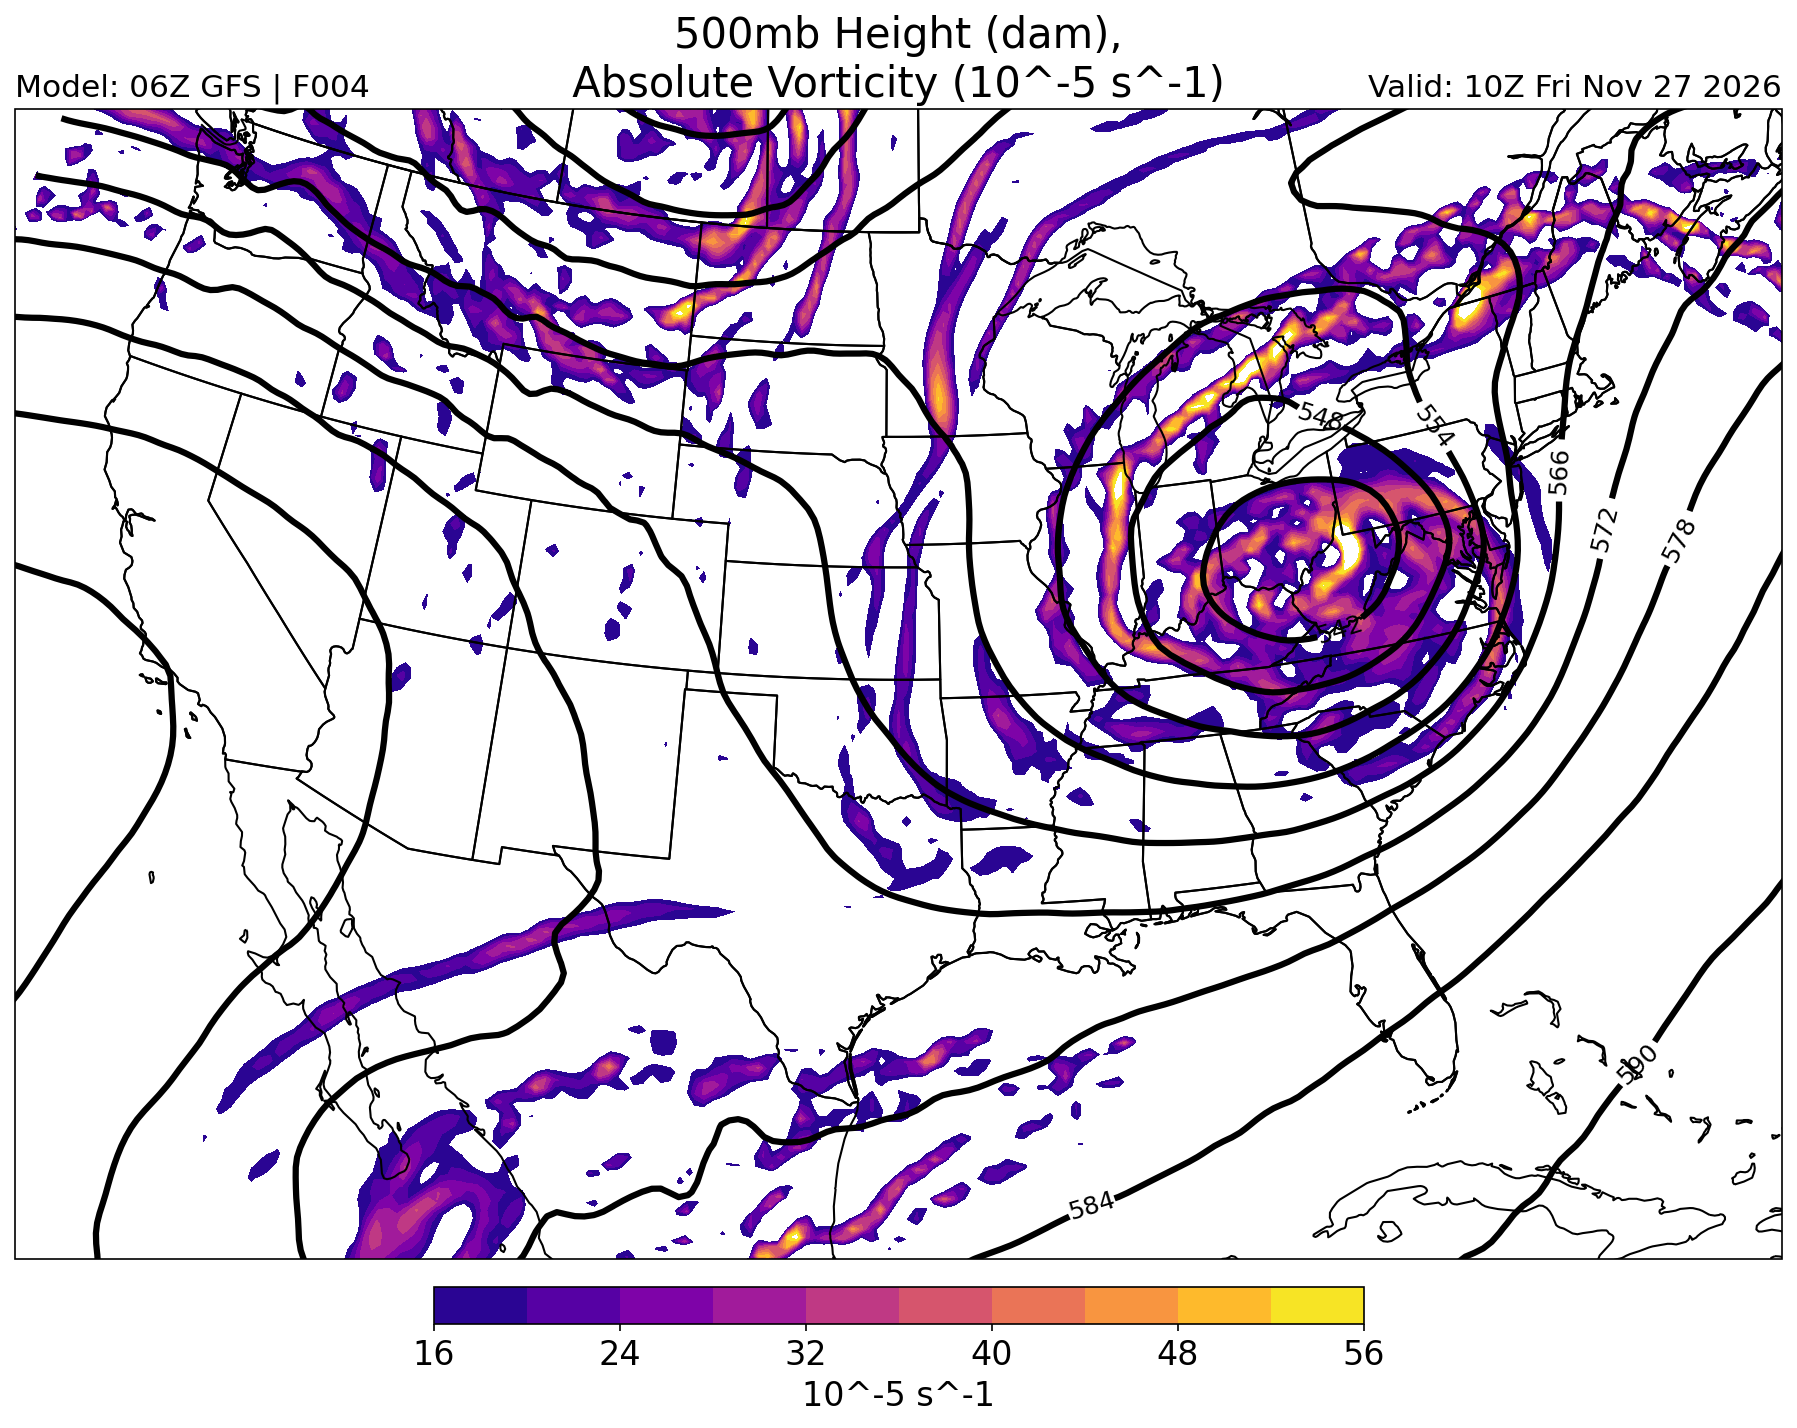 500mb Height (dam),
Absolute Vorticity (10^-5 s^-1)
Model: 06Z GFS | F004
Valid: 10Z Fri Nov 27 2026
548
554
566
572
578
542
590
584
16 24 32 40 48 56
10^-5 s^-1